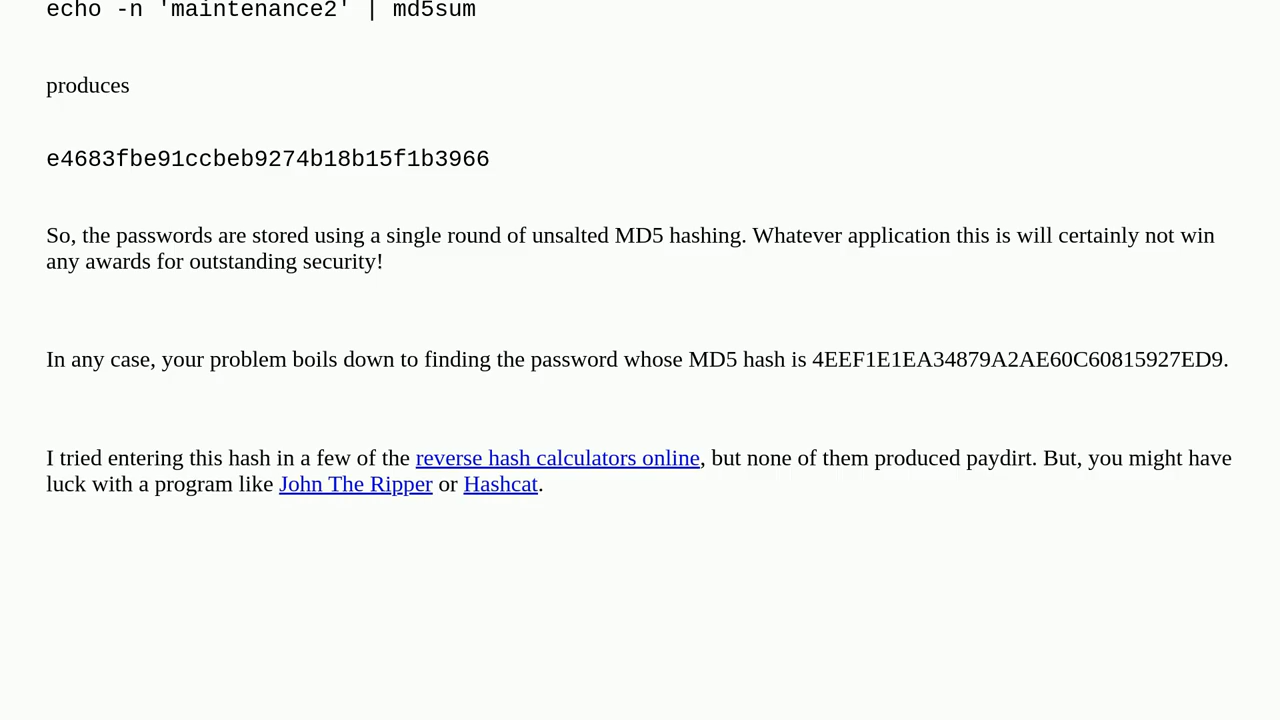 echo -n 'maintenance2' | md5sum
produces
e4683fbe91ccbeb9274b18b15f1b3966
So, the passwords are stored using a single round of unsalted MD5 hashing. Whatever application this is will certainly not win
any awards for outstanding security!
In any case, your problem boils down to finding the password whose MD5 hash is 4EEF1E1EA34879A2AE60C60815927ED9.
I tried entering this hash in a few of the reverse hash calculators online, but none of them produced paydirt. But, you might have
luck with a program like John The Ripper or Hashcat.